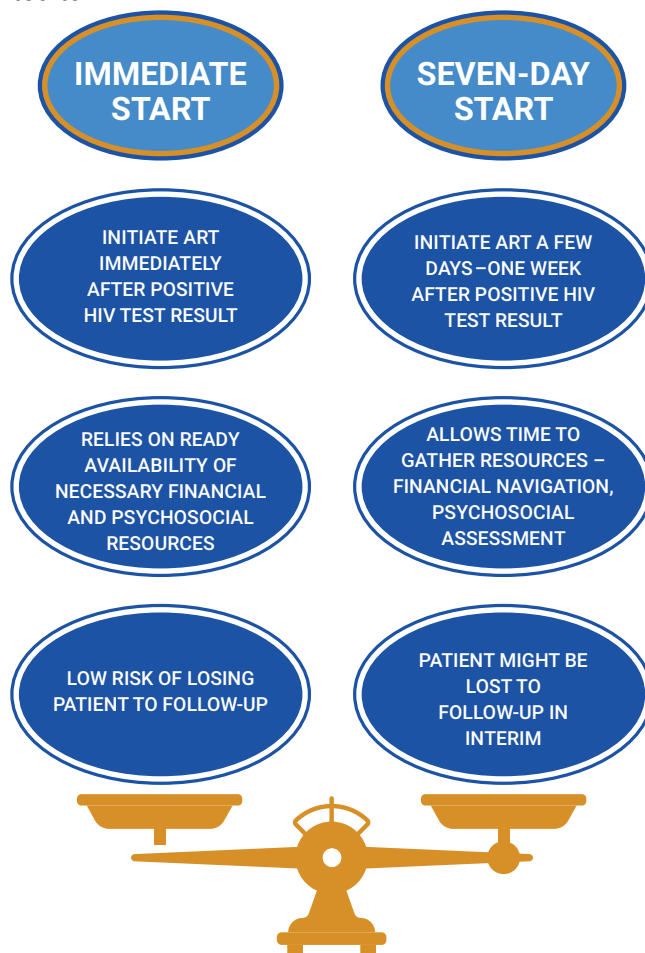 IMMEDIATE
START
SEVEN-DAY
START
INITIATE ART
IMMEDIATELY
AFTER POSITIVE
HIV TEST RESULT
INITIATE ART A FEW
DAYS–ONE WEEK
AFTER POSITIVE HIV
TEST RESULT
RELIES ON READY
AVAILABILITY OF
NECESSARY FINANCIAL
AND PSYCHOSOCIAL
RESOURCES
ALLOWS TIME TO
GATHER RESOURCES –
FINANCIAL NAVIGATION,
PSYCHOSOCIAL
ASSESSMENT
LOW RISK OF LOSING
PATIENT TO FOLLOW-UP
PATIENT MIGHT BE
LOST TO
FOLLOW-UP IN
INTERIM